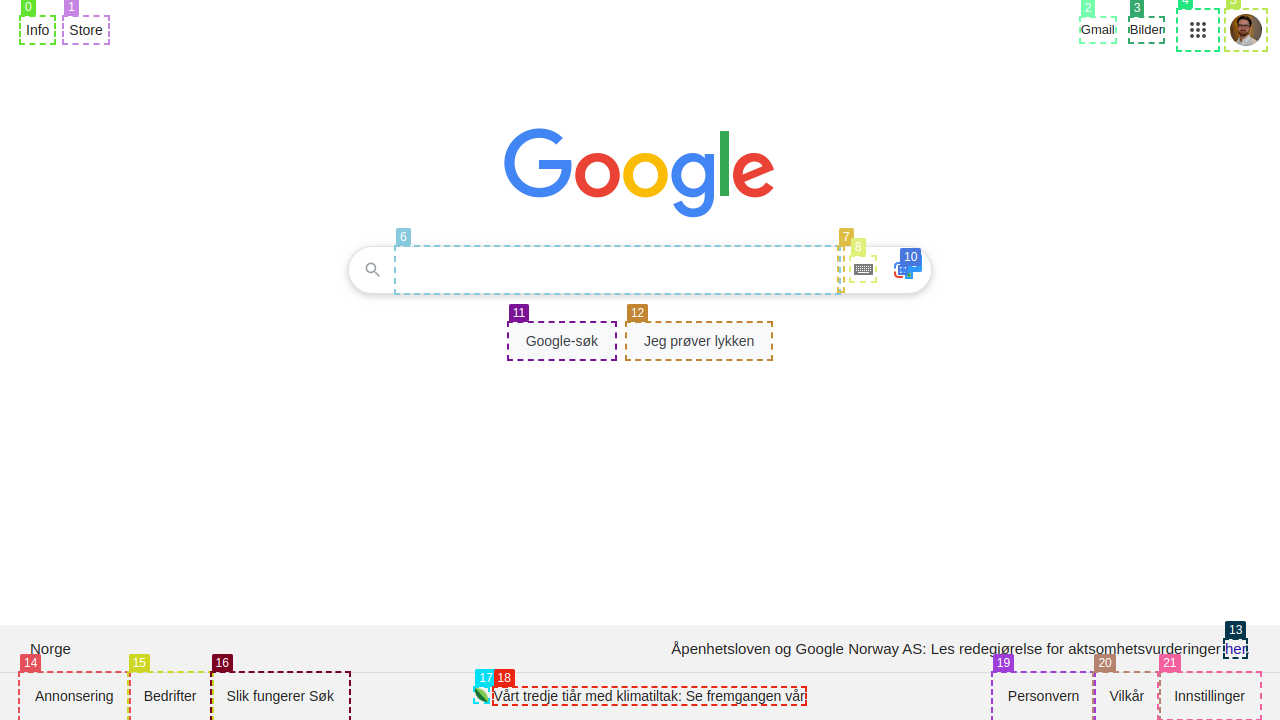 0 1 2 3 4 5
Info Store Gmail Bilder
Google
6 7 8 10
11 12
Google-søk Jeg prøver lykken
13
Norge Åpenhetsloven og Google Norway AS: Les redegjørelse for aktsomhetsvurderinger her.
14 15 16 17 18 19 20 21
Annonsering Bedrifter Slik fungerer Søk Vårt tredje tiår med klimatiltak: Se fremgangen vår Personvern Vilkår Innstillinger